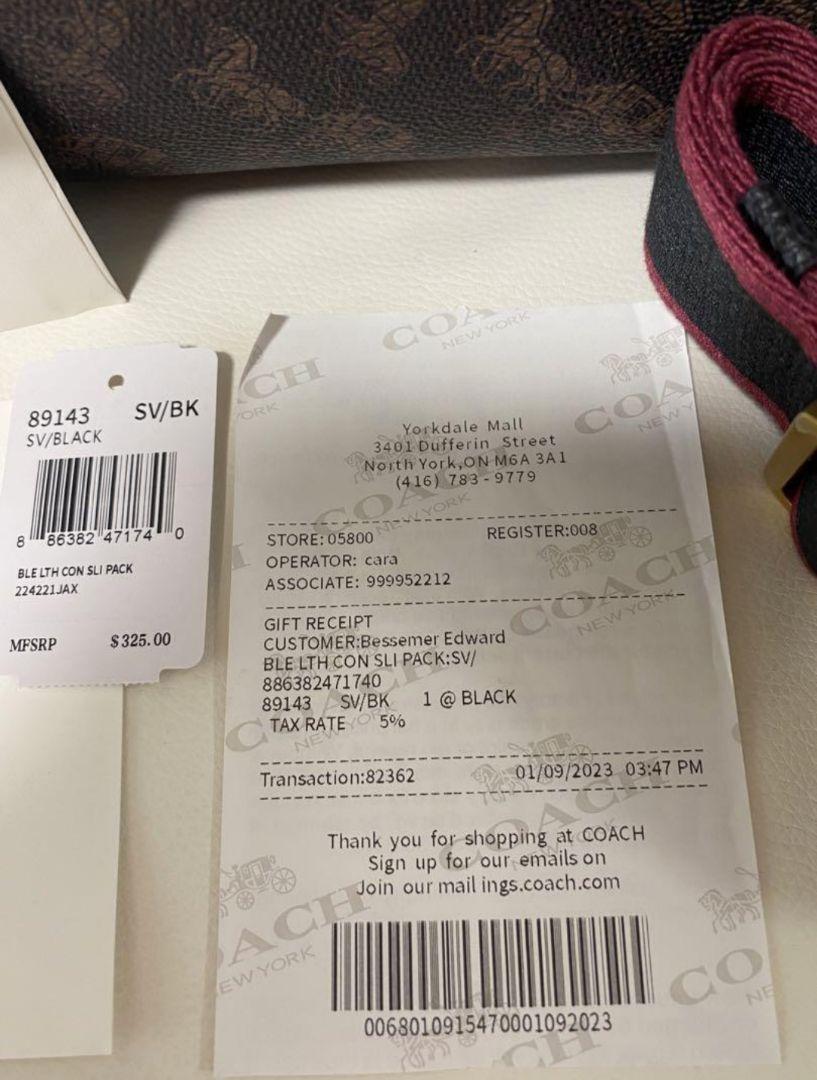 89143 SV/BK
SV/BLACK
8 86382 47174 0
BLE LTH CON SLI PACK
224221JAX
MFSRP $325.00
COACH
NEW YORK
Yorkdale Mall
3401 Dufferin Street
North York,ON M6A 3A1
(416) 783-9779
STORE:05800 REGISTER:008
OPERATOR: cara
ASSOCIATE: 999952212
GIFT RECEIPT
CUSTOMER:Bessemer Edward
BLE LTH CON SLI PACK:SV/
886382471740
89143 SV/BK 1 @ BLACK
TAX RATE 5%
Transaction:82362 01/09/2023 03:47 PM
Thank you for shopping at COACH
Sign up for our emails on
Join our mail ings.coach.com
0068010915470001092023